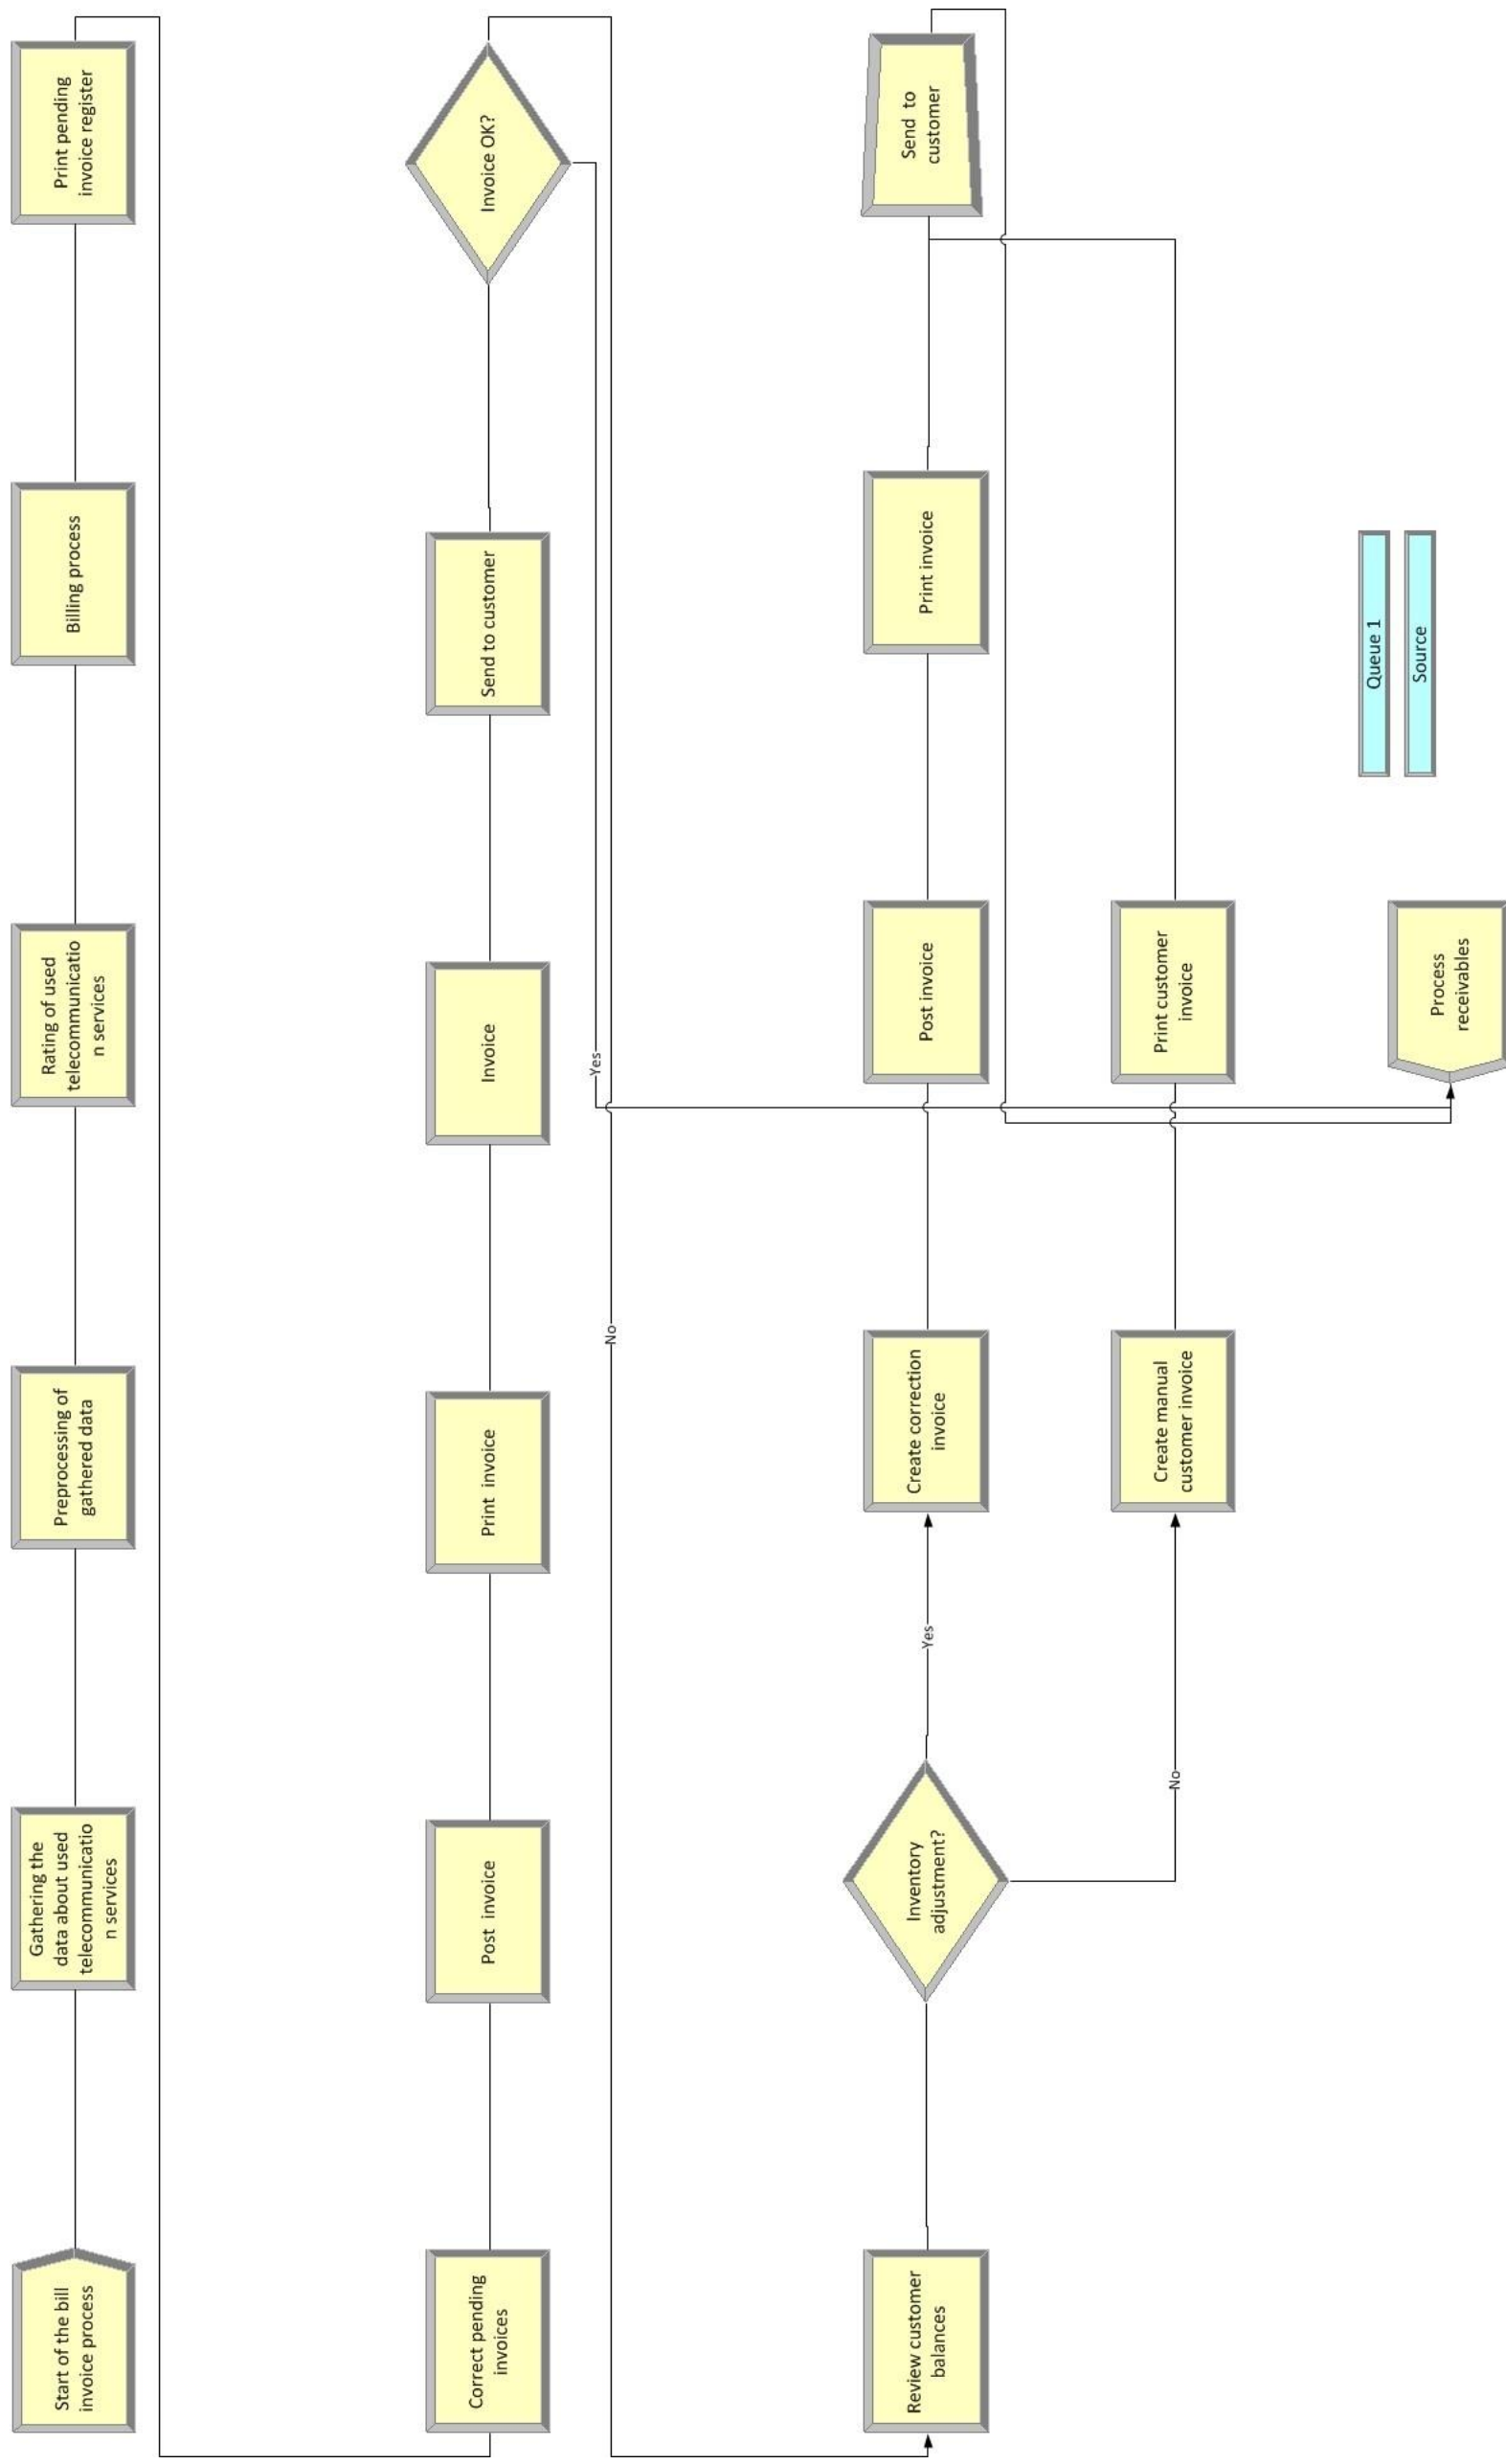 Start of the bill
invoice process
Gathering the
data about used
telecommunicatio
n services
Preprocessing of
gathered data
Rating of used
telecommunicatio
n services
Billing process
Print pending
invoice register
Correct pending
invoices
Post invoice
Print invoice
Invoice
Send to customer
Invoice OK?
Yes
No
Review customer
balances
Inventory
adjustment?
Yes
Create correction
invoice
Post invoice
Print invoice
Send to
customer
No
Create manual
customer invoice
Print customer
invoice
Process
receivables
Queue 1
Source